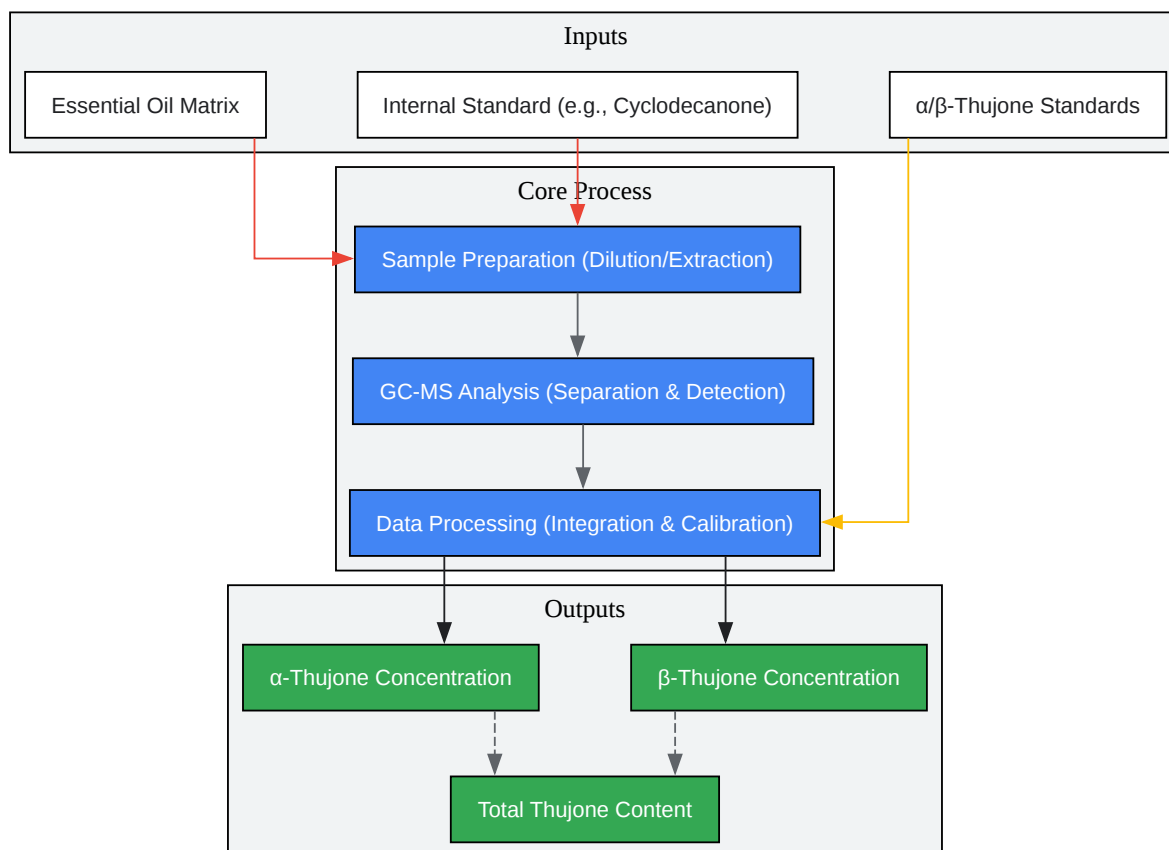 Inputs
Essential Oil Matrix
Internal Standard (e.g., Cyclodecanone)
α/β-Thujone Standards
Core Process
Sample Preparation (Dilution/Extraction)
GC-MS Analysis (Separation & Detection)
Data Processing (Integration & Calibration)
Outputs
α-Thujone Concentration
β-Thujone Concentration
Total Thujone Content